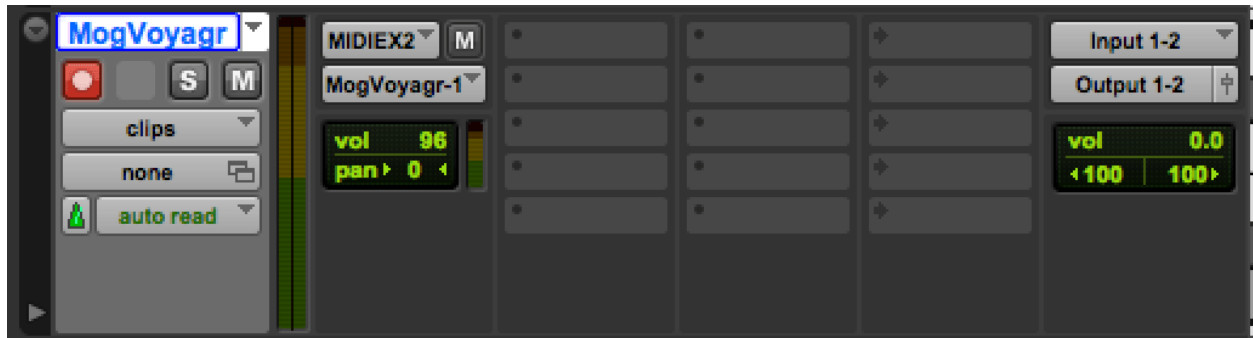 MogVoyagr
S M
clips
none
auto read
MIDIEX2 M
MogVoyagr-1
vol 96
pan 0
Input 1-2
Output 1-2
vol 0.0
100 100